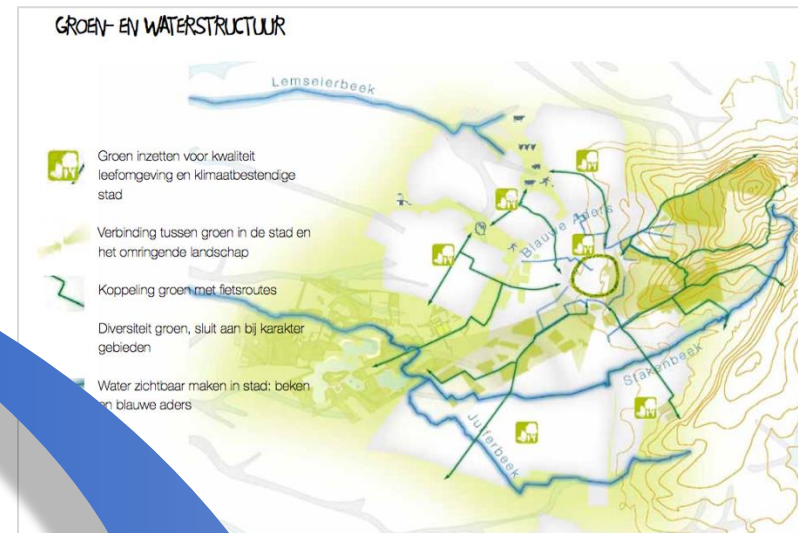 GROEN- EN WATERSTRUCTUUR
Lemselerbeek
Groen inzetten voor kwaliteit
leefomgeving en klimaatbestendige
stad
Verbinding tussen groen in de stad en
het omringende landschap
Koppeling groen met fietsroutes
Diversiteit groen, sluit aan bij karakter
gebieden
Water zichtbaar maken in stad: beken
en blauwe aders
Blauwe Aders
Stakenbeek
Jufferbeek